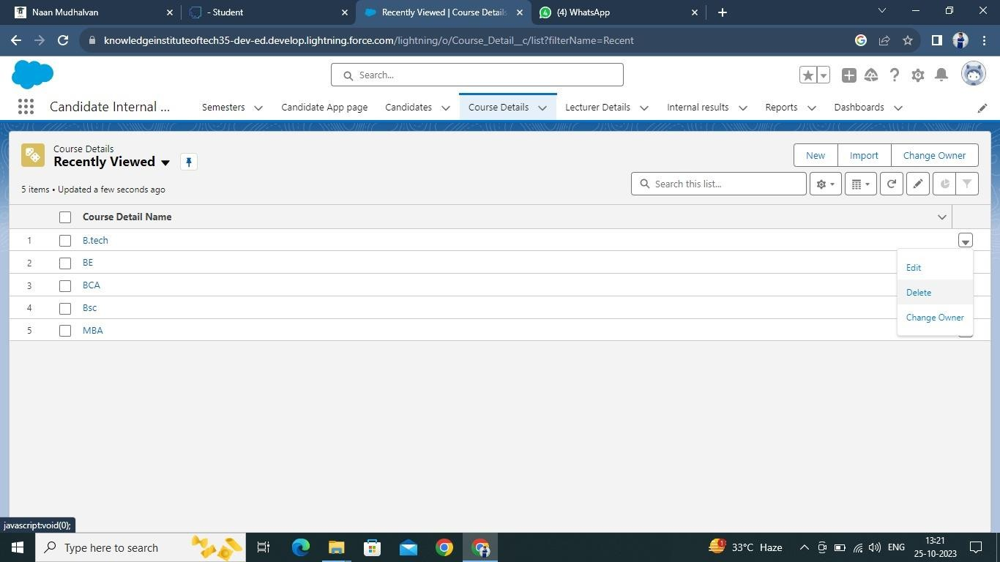 Naan Mudhalvan
- Student
Recently Viewed | Course Details
(4) WhatsApp
knowledgeinstituteoftech35-dev-ed.develop.lightning.force.com/lightning/o/Course_Detail__c/list?filterName=Recent
Search...
Candidate Internal ...
Semesters
Candidate App page
Candidates
Course Details
Lecturer Details
Internal results
Reports
Dashboards
Course Details
Recently Viewed
New
Import
Change Owner
5 items • Updated a few seconds ago
Search this list...
Course Detail Name
1 B.tech
2 BE
3 BCA
4 Bsc
5 MBA
Edit
Delete
Change Owner
javascript:void(0);
Type here to search
33°C Haze
ENG
13:21
25-10-2023